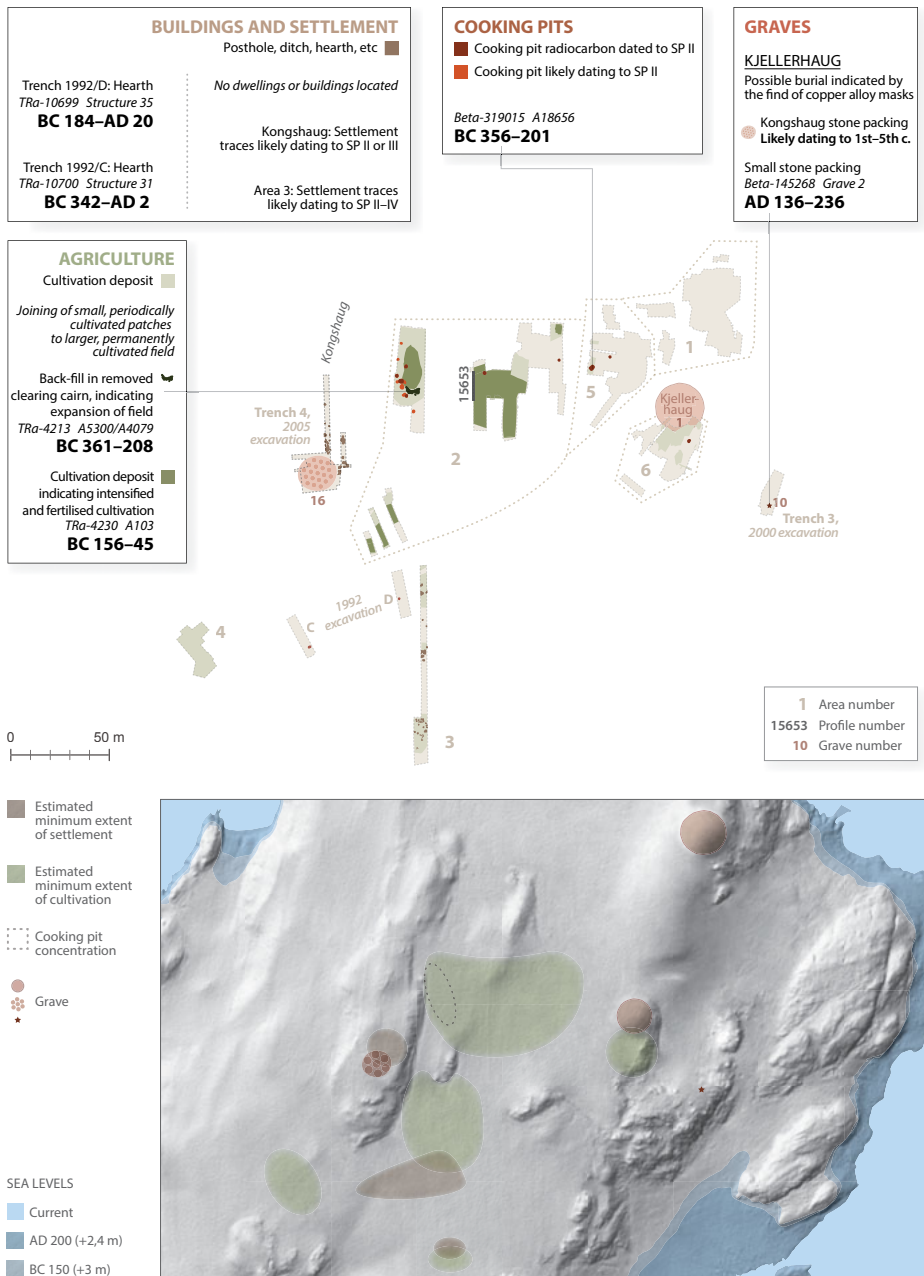 BUILDINGS AND SETTLEMENT
Posthole, ditch, hearth, etc
Trench 1992/D: Hearth
TRa-10699 Structure 35
BC 184–AD 20
Trench 1992/C: Hearth
TRa-10700 Structure 31
BC 342–AD 2
No dwellings or buildings located
Kongshaug: Settlement
traces likely dating to SP II or III
Area 3: Settlement traces
likely dating to SP II–IV
COOKING PITS
Cooking pit radiocarbon dated to SP II
Cooking pit likely dating to SP II
Beta-319015 A18656
BC 356–201
GRAVES
KJELLERHAUG
Possible burial indicated by
the find of copper alloy masks
Kongshaug stone packing
Likely dating to 1st–5th c.
Small stone packing
Beta-145268 Grave 2
AD 136–236
AGRICULTURE
Cultivation deposit
Joining of small, periodically
cultivated patches
to larger, permanently
cultivated field
Back-fill in removed
clearing cairn, indicating
expansion of field
TRa-4213 A5300/A4079
BC 361–208
Cultivation deposit
indicating intensified
and fertilised cultivation
TRa-4230 A103
BC 156–45
Kongshaug
Trench 4,
2005
excavation
16
15653
2
5
1
Kjeller-
haug
1
6
10
Trench 3,
2000 excavation
1992
excavation
D
C
4
3
0 50 m
1 Area number
15653 Profile number
10 Grave number
Estimated
minimum extent
of settlement
Estimated
minimum extent
of cultivation
Cooking pit
concentration
Grave
SEA LEVELS
Current
AD 200 (+2,4 m)
BC 150 (+3 m)